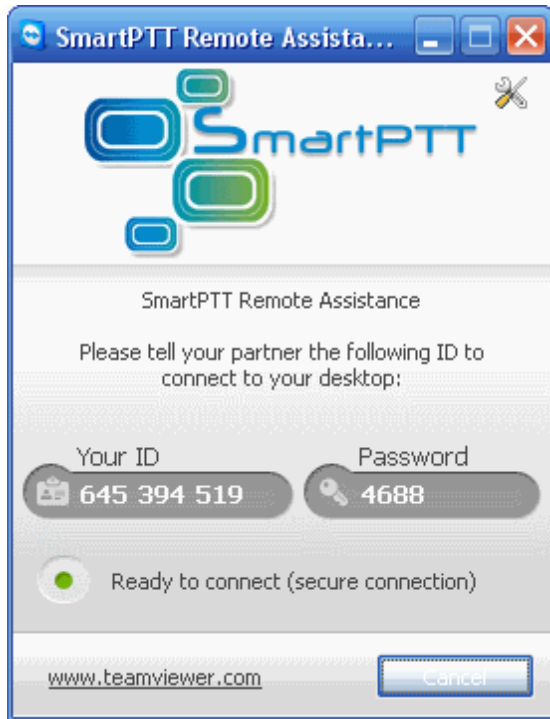 SmartPTT Remote Assista...
SmartPTT
SmartPTT Remote Assistance
Please tell your partner the following ID to
connect to your desktop:
Your ID Password
645 394 519 4688
Ready to connect (secure connection)
www.teamviewer.com Cancel